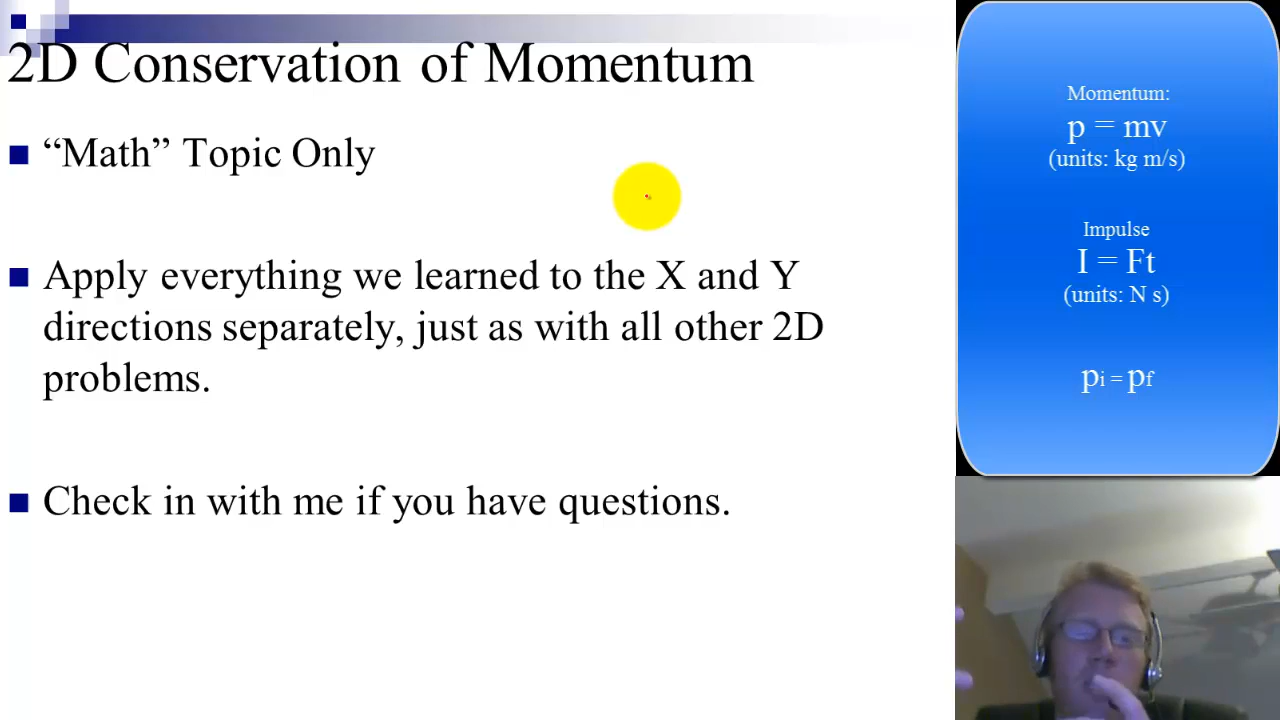 2D Conservation of Momentum
“Math” Topic Only
Apply everything we learned to the X and Y
directions separately, just as with all other 2D
problems.
Check in with me if you have questions.
Momentum:
p = mv
(units: kg m/s)
Impulse
I = Ft
(units: N s)
pi = pf